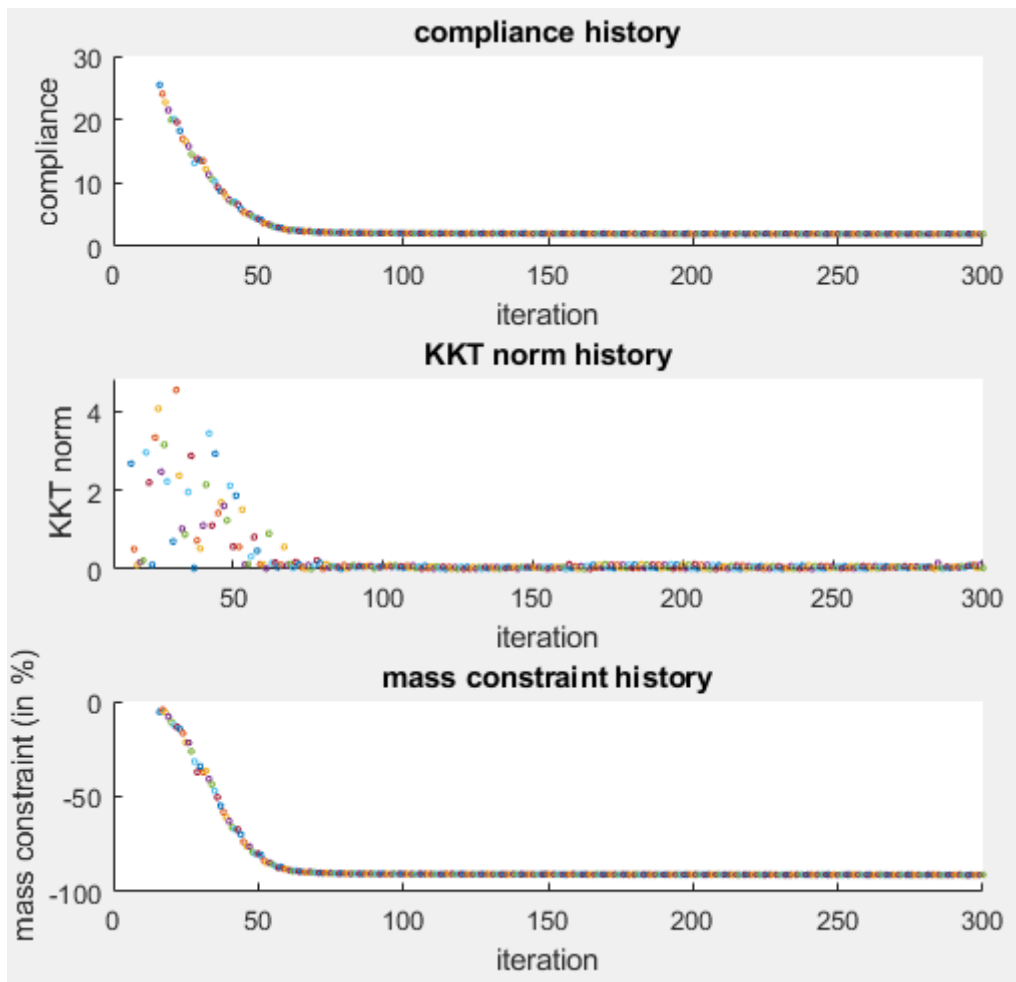 compliance history
30
20
10
0
compliance
0 50 100 150 200 250 300
iteration
KKT norm history
4
2
0
KKT norm
50 100 150 200 250 300
iteration
mass constraint history
0
-50
-100
mass constraint (in %)
0 50 100 150 200 250 300
iteration